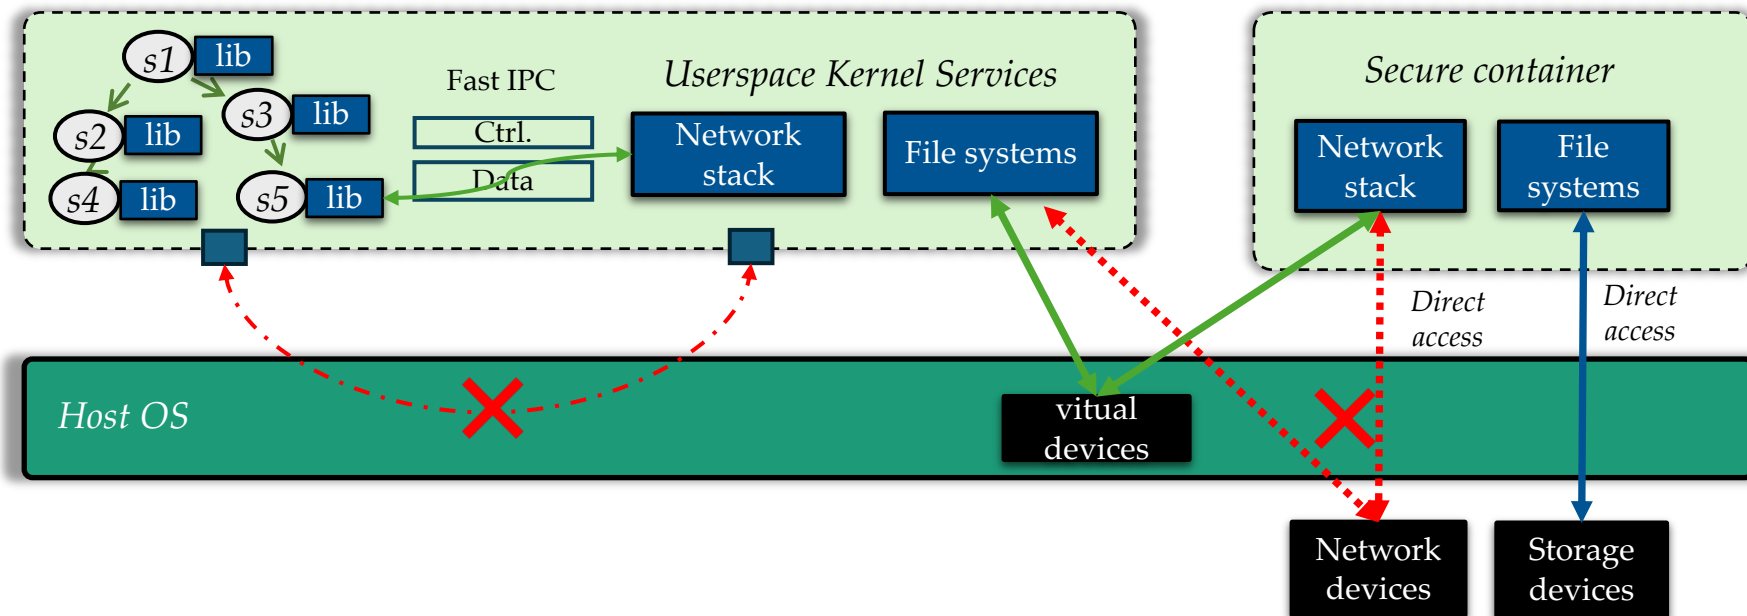 s1 lib
Fast IPC
Userspace Kernel Services
Secure container
s2 lib
s3 lib
Ctrl.
Data
Network
stack
File systems
Network
stack
File
systems
s4 lib
s5 lib
Direct
access
Direct
access
Host OS
vitual
devices
Network
devices
Storage
devices